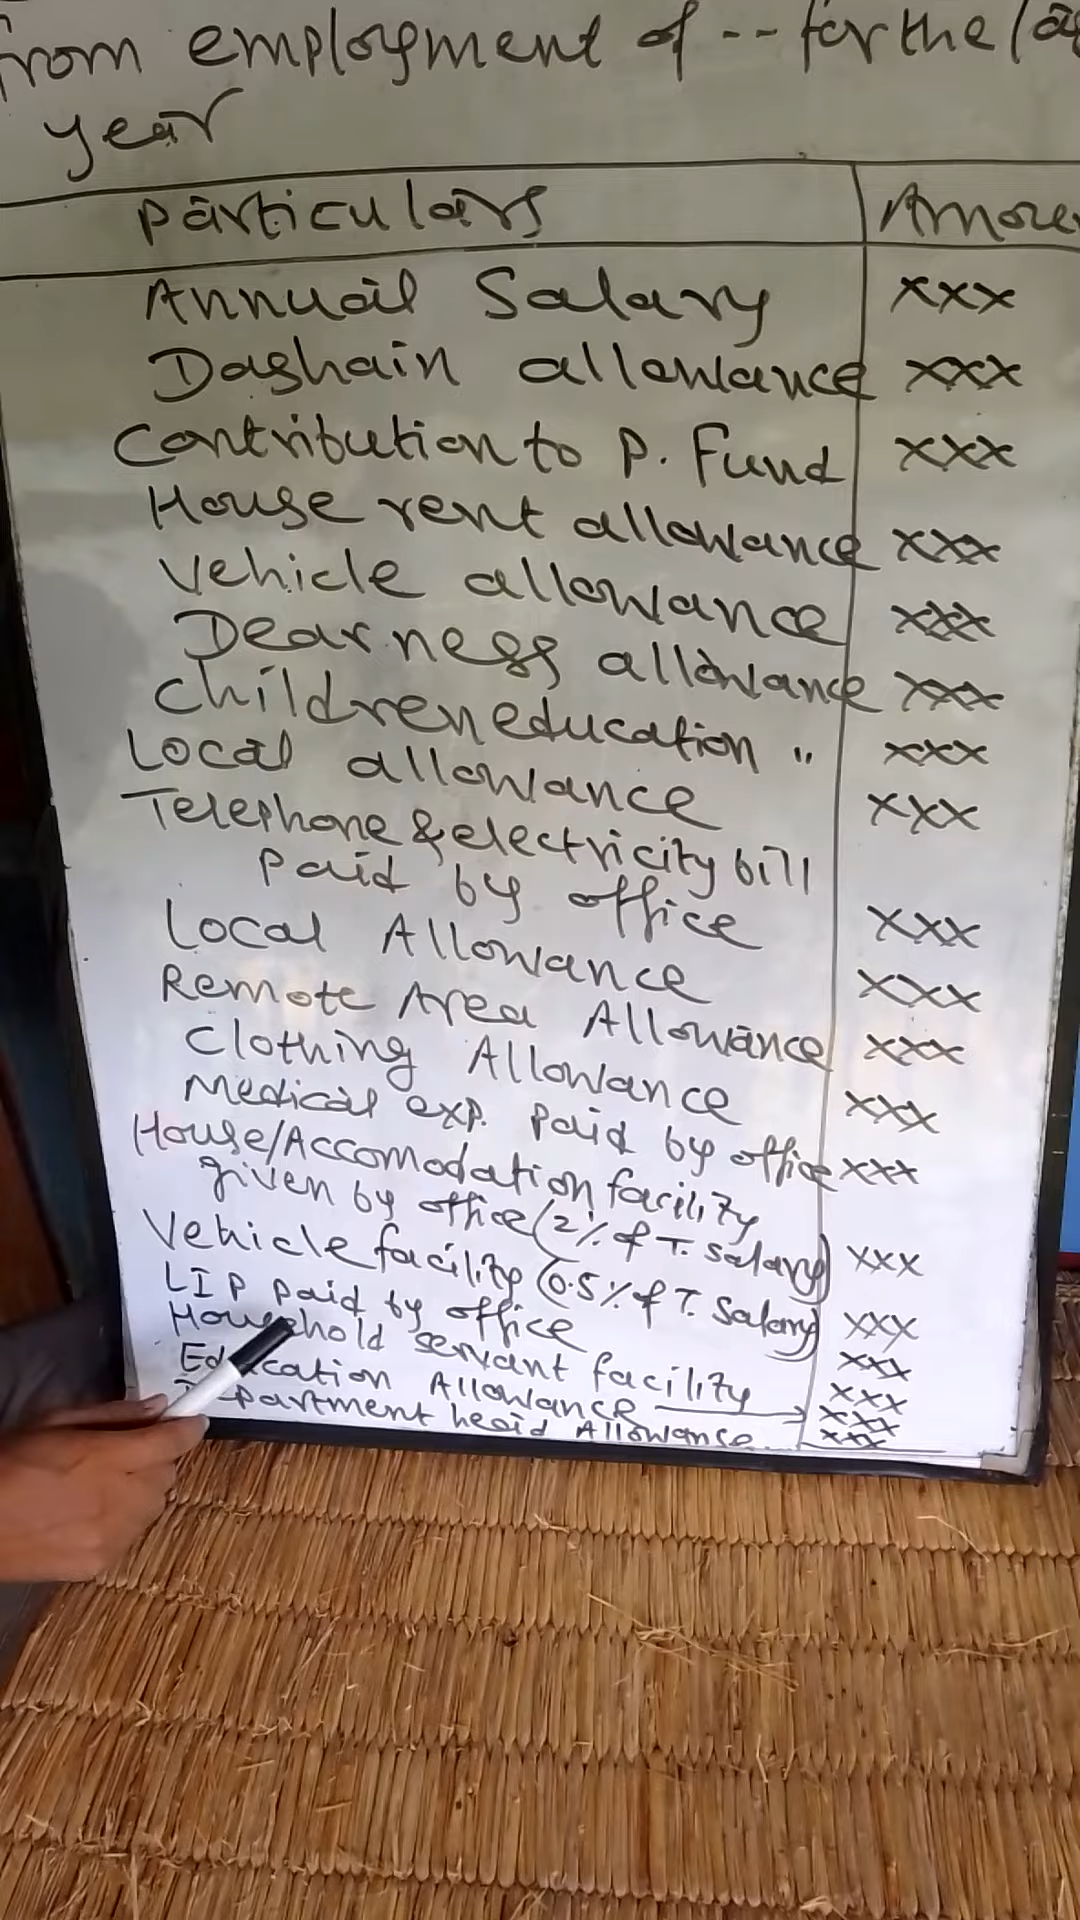 from employment of -- for the
year
particulars
Annual Salary xxx
Dashain allowance xxx
Contribution to P. Fund xxx
House rent allowance xxx
Vehicle allowance xxx
Dearness allowance xxx
Children education " xxx
Local allowance xxx
Telephone & electricity bill
paid by office xxx
Local Allowance xxx
Remote Area Allowance xxx
Clothing Allowance xxx
Medical exp. paid by office xxx
House/Accomodation facility
given by office (2% of T. Salary) xxx
Vehicle facility (0.5% of T. Salary) xxx
LIP paid by office xxx
Household servant facility xxx
Education Allowance xxx
Department head Allowance xxx